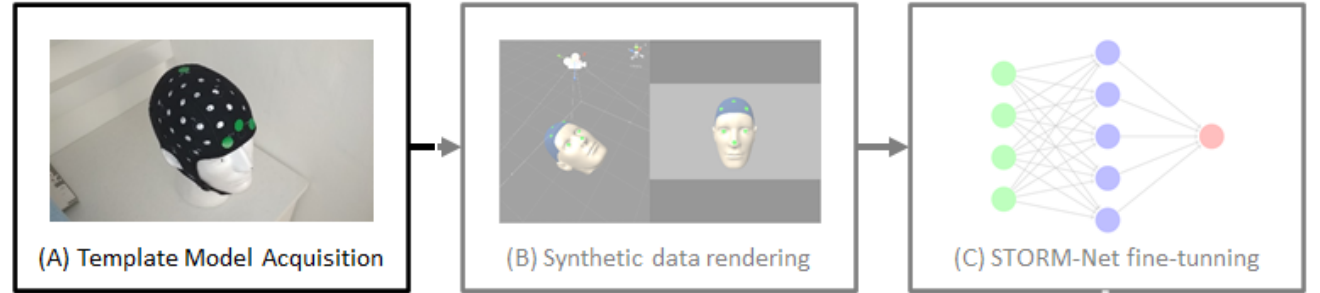 (A) Template Model Acquisition
(B) Synthetic data rendering
(C) STORM-Net fine-tunning